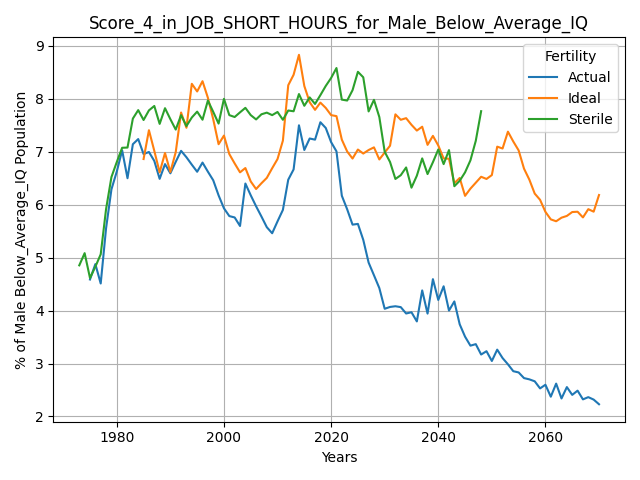 Score_4_in_JOB_SHORT_HOURS_for_Male_Below_Average_IQ
% of Male Below_Average_IQ Population
9
8
7
6
5
4
3
2
Fertility
Actual
Ideal
Sterile
1980 2000 2020 2040 2060
Years